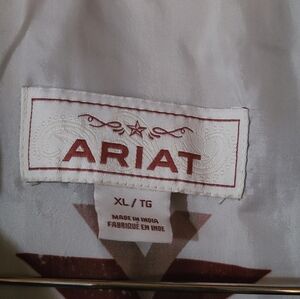 ARIAT
XL / TG
MADE IN INDIA
FABRIQUÉ EN INDE